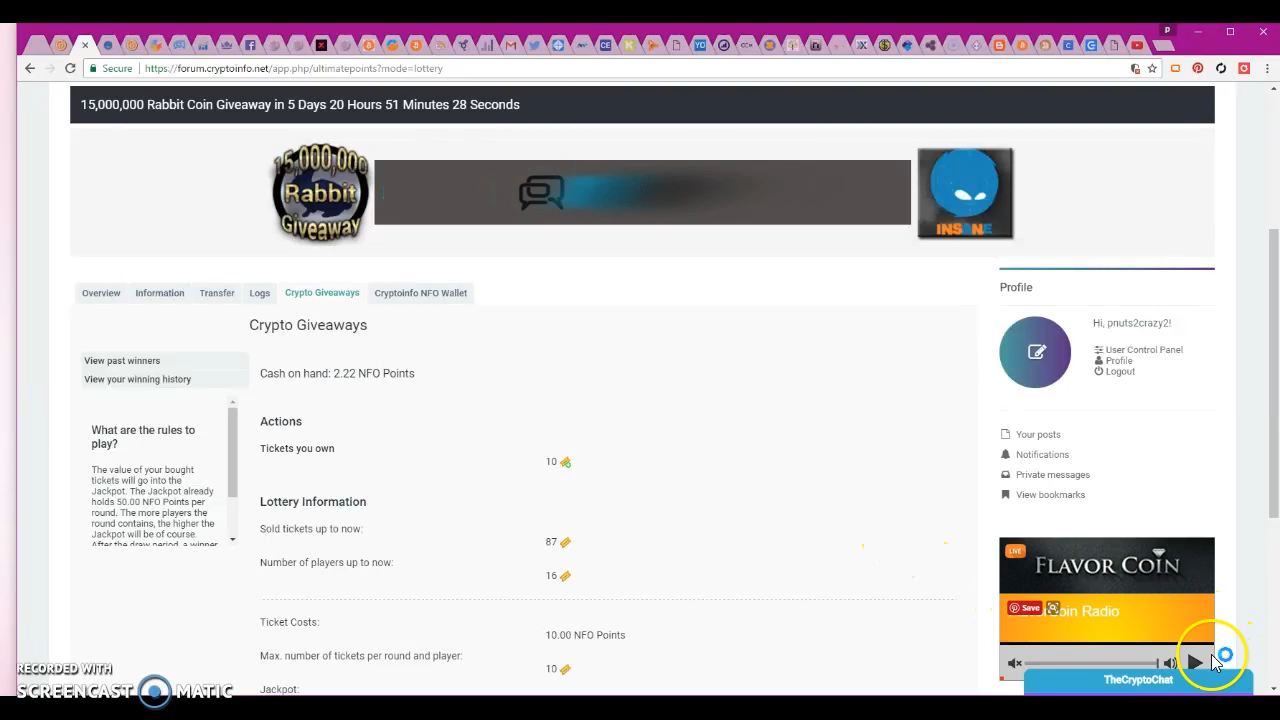 P
Secure
https://forum.cryptoinfo.net/app.php/ultimatepoints?mode=lottery
15,000,000 Rabbit Coin Giveaway in 5 Days 20 Hours 51 Minutes 28 Seconds
15,000,000
Rabbit
Giveaway
INSANE
Overview Information Transfer Logs Crypto Giveaways Cryptoinfo NFO Wallet
Profile
Crypto Giveaways
Hi, pnuts2crazy2!
User Control Panel
Profile
Logout
View past winners
View your winning history
Cash on hand: 2.22 NFO Points
What are the rules to
play?
The value of your bought
tickets will go into the
Jackpot. The Jackpot already
holds 50.00 NFO Points per
round. The more players the
round contains, the higher the
Jackpot will be of course.
After the draw period, a winner
Actions
Tickets you own
10
Lottery Information
Sold tickets up to now:
87
Number of players up to now:
16
Ticket Costs:
10.00 NFO Points
Max. number of tickets per round and player:
10
Jackpot:
Your posts
Notifications
Private messages
View bookmarks
LIVE
FLAVOR COIN
Save
oin Radio
TheCryptoChat
RECORDED WITH
SCREENCAST MATIC